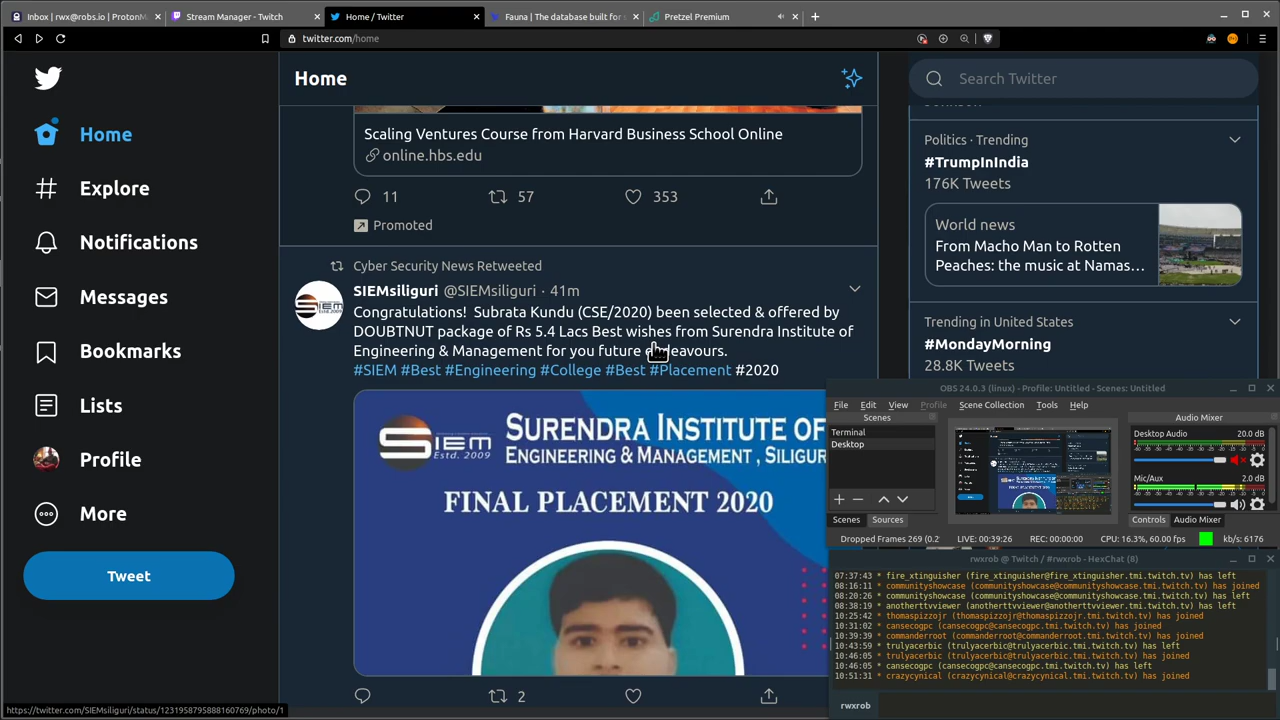 Inbox | rwx@robs.io | ProtonM
Stream Manager - Twitch
Home / Twitter
Fauna | The database built for
Pretzel Premium
twitter.com/home
Home
Search Twitter
Home
Explore
Notifications
Messages
Bookmarks
Lists
Profile
More
Tweet
Scaling Ventures Course from Harvard Business School Online
online.hbs.edu
11
57
353
Promoted
Cyber Security News Retweeted
SIEMsiliguri @SIEMsiliguri · 41m
Congratulations! Subrata Kundu (CSE/2020) been selected & offered by
DOUBTNUT package of Rs 5.4 Lacs Best wishes from Surendra Institute of
Engineering & Management for you future endeavours.
#SIEM #Best #Engineering #College #Best #Placement #2020
SIEM
Estd. 2009
SURENDRA INSTITUTE OF
ENGINEERING & MANAGEMENT , SILIGUR
FINAL PLACEMENT 2020
2
Politics · Trending
#TrumpInIndia
176K Tweets
World news
From Macho Man to Rotten
Peaches: the music at Namas…
Trending in United States
#MondayMorning
28.8K Tweets
OBS 24.0.3 (linux) - Profile: Untitled - Scenes: Untitled
File Edit View Profile Scene Collection Tools Help
Scenes
Audio Mixer
Terminal
Desktop
Desktop Audio 20.0 dB
Mic/Aux 2.0 dB
Scenes Sources
Controls Audio Mixer
Dropped Frames 269 (0.2 LIVE: 00:39:26 REC: 00:00:00 CPU: 16.3%, 60.00 fps kb/s: 6176
rwxrob @ Twitch / #rwxrob - HexChat (8)
07:37:43 * fire_xtinguisher (fire_xtinguisher@fire_xtinguisher.tmi.twitch.tv) has left
08:16:11 * communityshowcase (communityshowcase@communityshowcase.tmi.twitch.tv) has joined
08:20:26 * communityshowcase (communityshowcase@communityshowcase.tmi.twitch.tv) has left
08:38:19 * anotherttvviewer (anotherttvviewer@anotherttvviewer.tmi.twitch.tv) has left
10:25:42 * thomaspizzojr (thomaspizzojr@thomaspizzojr.tmi.twitch.tv) has joined
10:31:02 * cansecogpc (cansecogpc@cansecogpc.tmi.twitch.tv) has joined
10:39:39 * commanderroot (commanderroot@commanderroot.tmi.twitch.tv) has joined
10:43:59 * trulyacerbic (trulyacerbic@trulyacerbic.tmi.twitch.tv) has left
10:46:05 * trulyacerbic (trulyacerbic@trulyacerbic.tmi.twitch.tv) has joined
10:46:05 * cansecogpc (cansecogpc@cansecogpc.tmi.twitch.tv) has left
10:51:31 * crazycynical (crazycynical@crazycynical.tmi.twitch.tv) has joined
rwxrob
https://twitter.com/SIEMsiliguri/status/1231958795888160769/photo/1